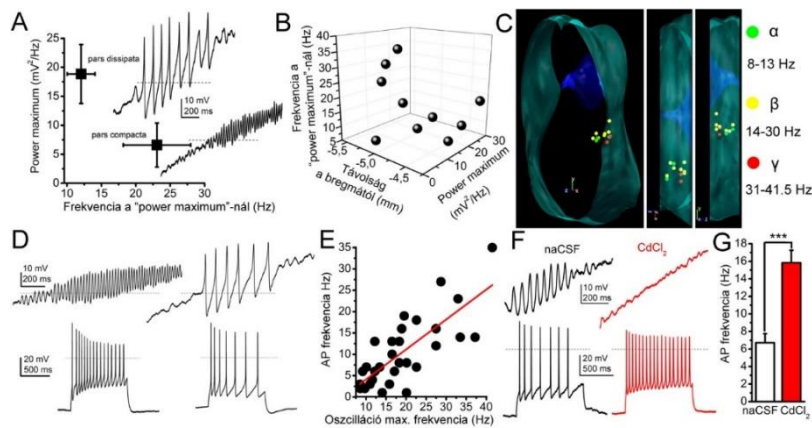 A
Power maximum (mV²/Hz)
25
20
15
10
5
0
pars dissipata
10 mV
200 ms
pars compacta
10 15 20 25 30
Frekvencia a "power maximum"-nál (Hz)
B
Frekvencia a
"power maximum"-nál (Hz)
40
35
30
25
20
15
10
5
-5,5
-5,0
-4,5
Távolság
a bregmától (mm)
0
10
20
30
Power maximum
(mV²/Hz)
C
α
8-13 Hz
β
14-30 Hz
γ
31-41.5 Hz
D
10 mV
200 ms
20 mV
500 ms
E
AP frekvencia Hz)
35
30
25
20
15
10
5
0
10 15 20 25 30 35 40
Oszcilláció max. frekvencia (Hz)
F
naCSF
CdCl₂
10 mV
200 ms
20 mV
500 ms
G
***
AP frekvencia (Hz)
18
16
14
12
10
8
6
4
2
0
naCSF CdCl₂